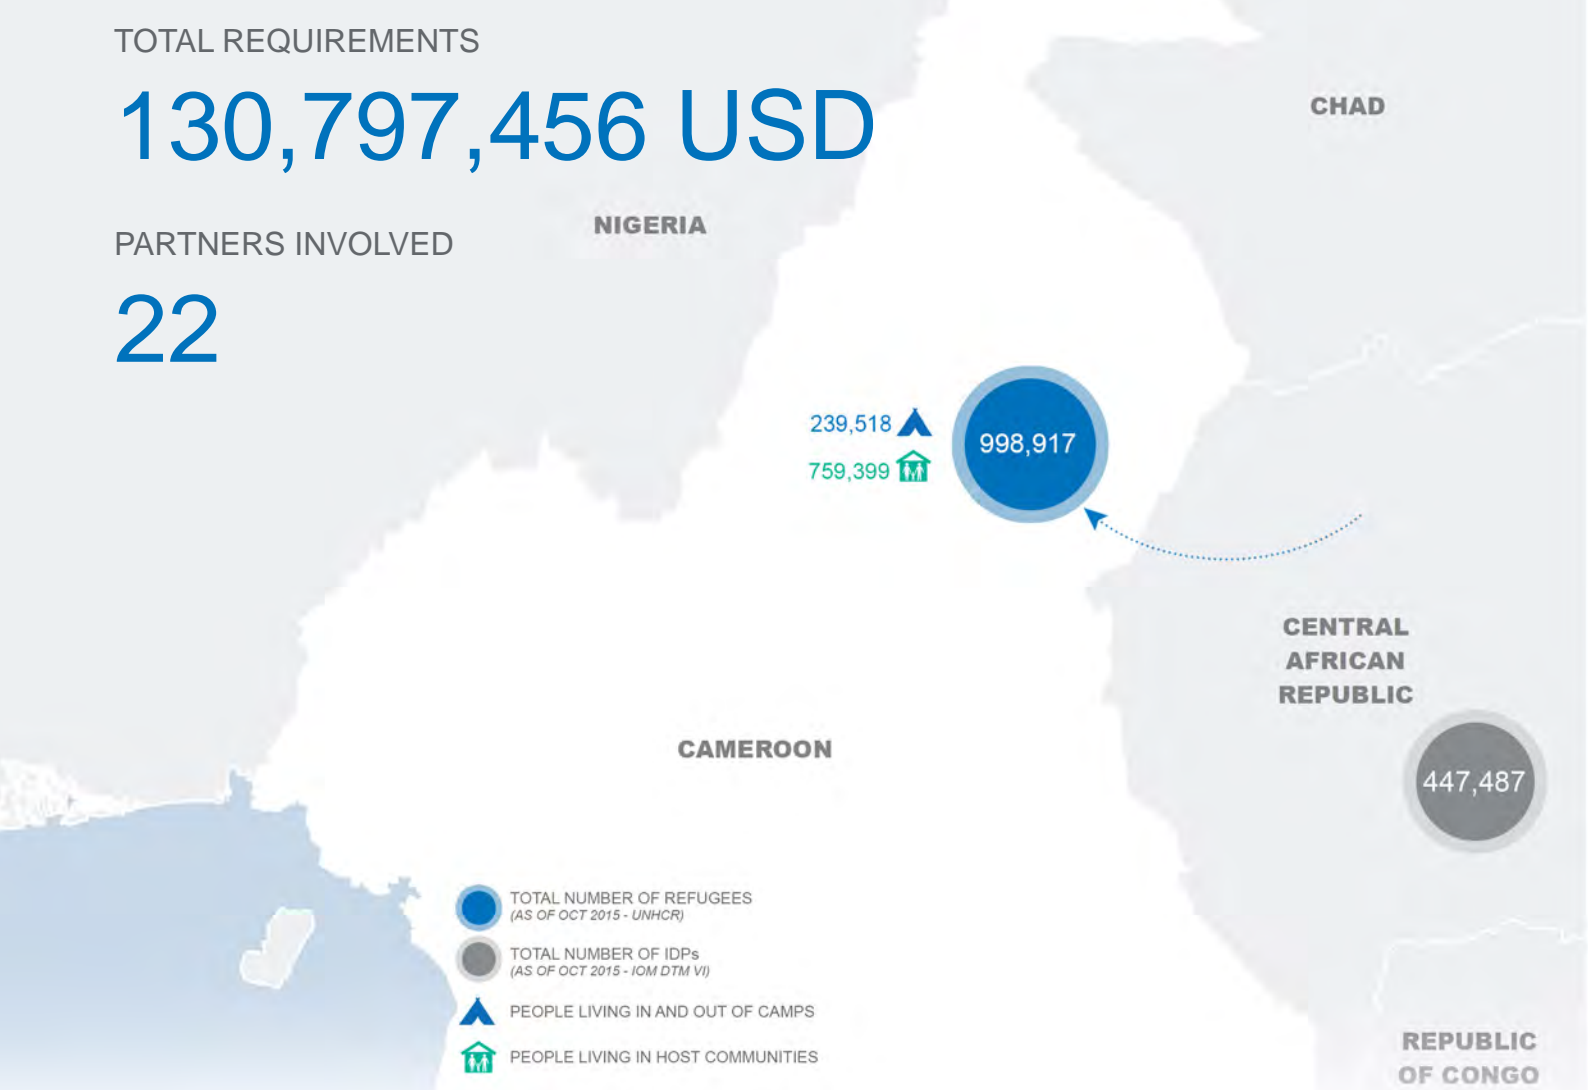 TOTAL REQUIREMENTS
130,797,456 USD
PARTNERS INVOLVED
22
CHAD
NIGERIA
239,518
759,399
998,917
CENTRAL
AFRICAN
REPUBLIC
447,487
CAMEROON
TOTAL NUMBER OF REFUGEES
(AS OF OCT 2015 - UNHCR)
TOTAL NUMBER OF IDPs
(AS OF OCT 2015 - IOM DTM VI)
PEOPLE LIVING IN AND OUT OF CAMPS
PEOPLE LIVING IN HOST COMMUNITIES
REPUBLIC
OF CONGO